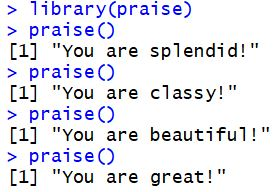 > library(praise)
> praise()
[1] "You are splendid!"
> praise()
[1] "You are classy!"
> praise()
[1] "You are beautiful!"
> praise()
[1] "You are great!"